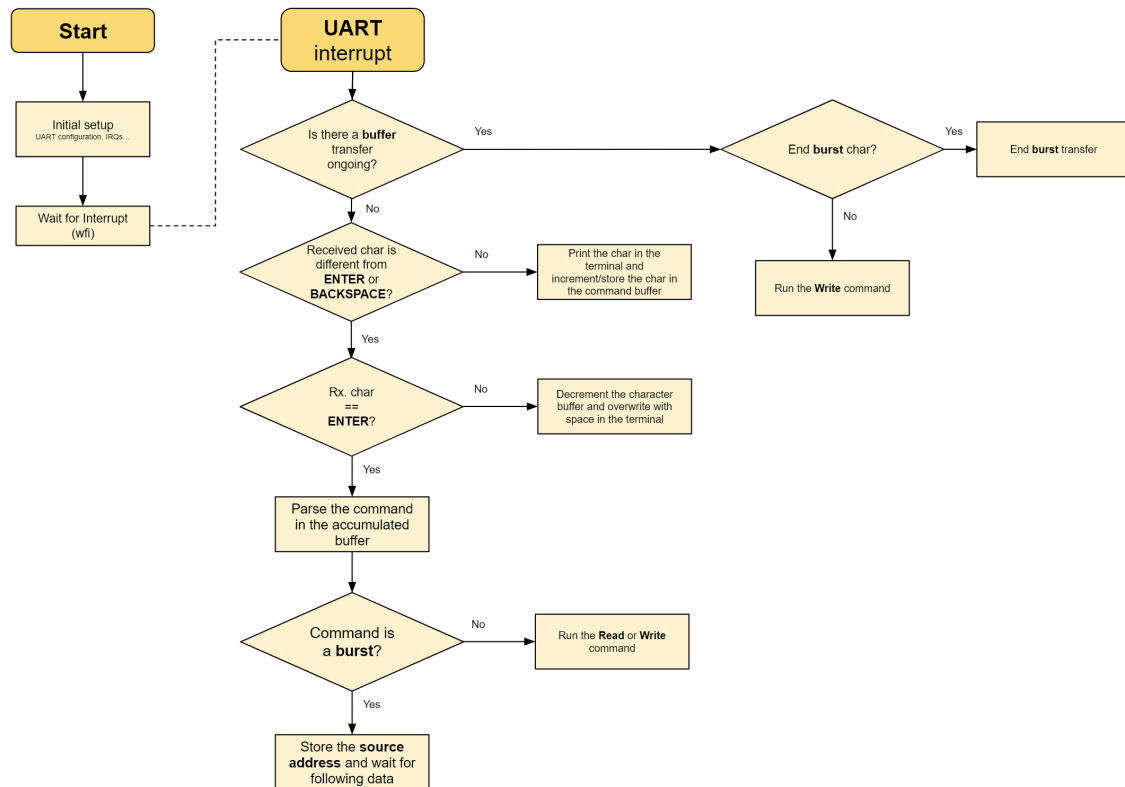 Start
Initial setup
UART configuration, IRQs...
Wait for Interrupt
(wfi)
UART
interrupt
Is there a buffer
transfer
ongoing?
Yes
End burst char?
Yes
End burst transfer
No
Run the Write command
No
Received char is
different from
ENTER or
BACKSPACE?
No
Print the char in the
terminal and
increment/store the char in
the command buffer
Yes
Rx. char
==
ENTER?
No
Decrement the character
buffer and overwrite with
space in the terminal
Yes
Parse the command
in the accumulated
buffer
Command is
a burst?
No
Run the Read or Write
command
Yes
Store the source
address and wait for
following data